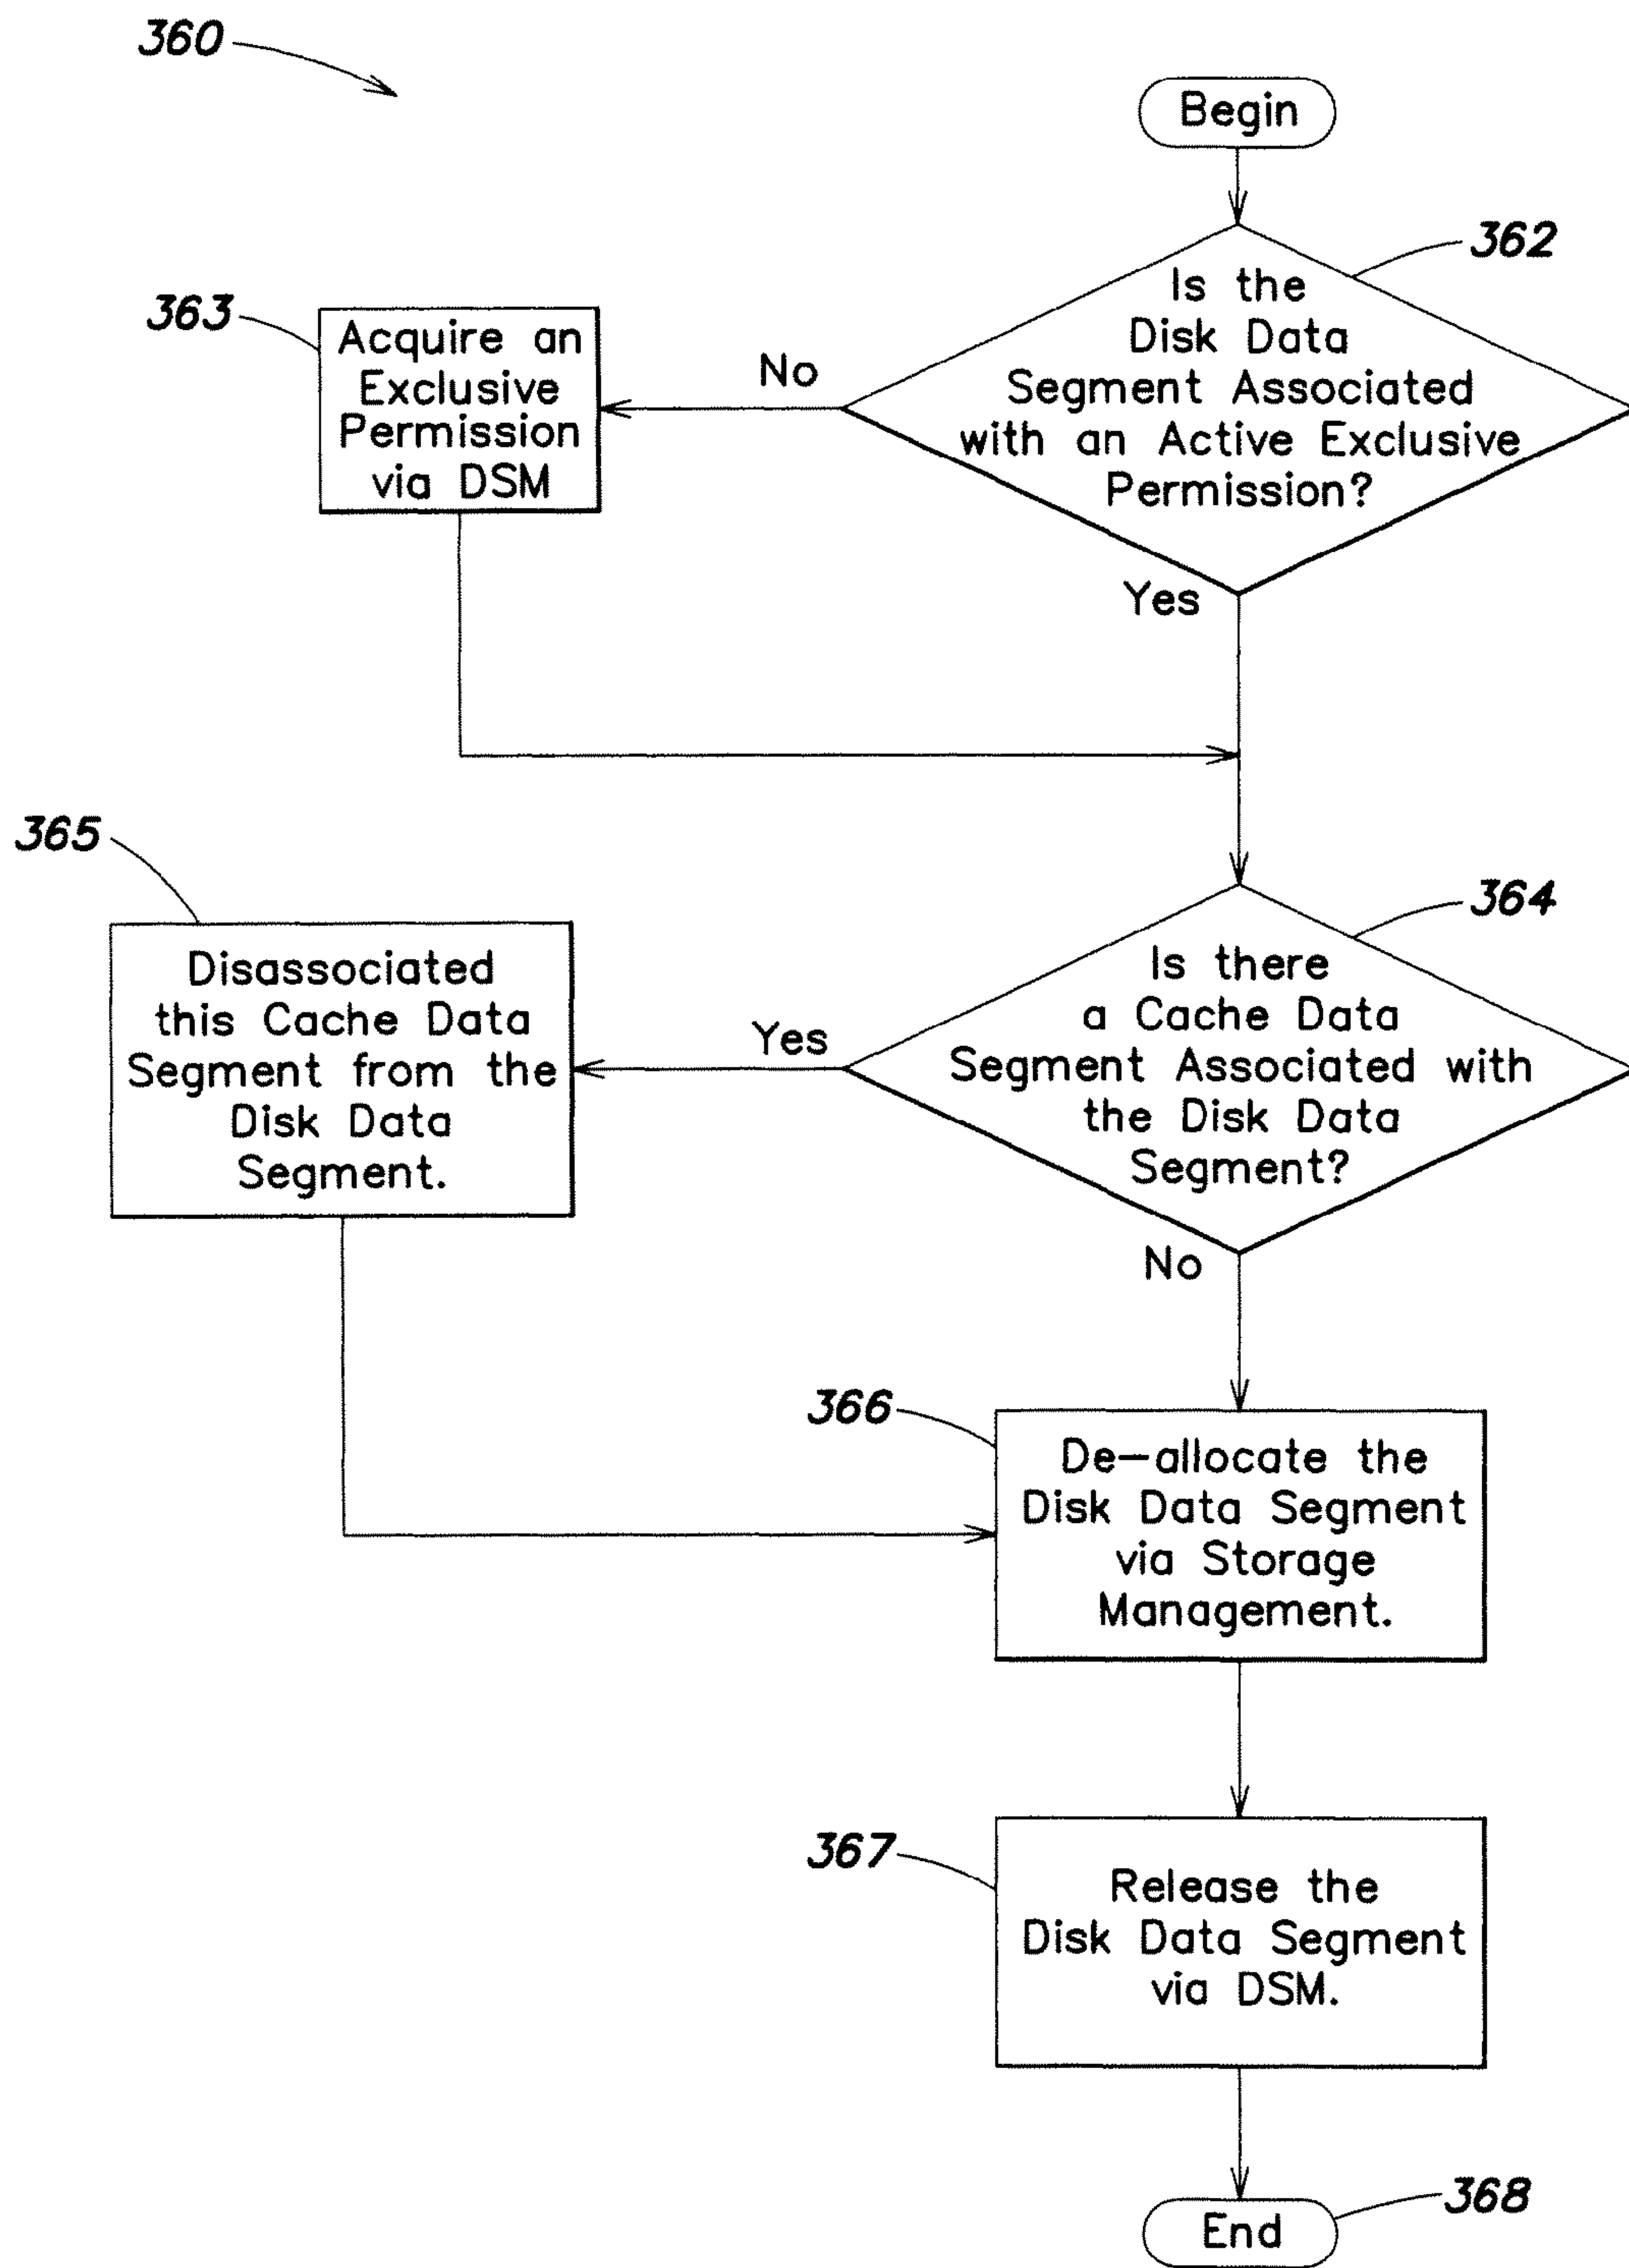 360
Begin
362
Is the
Disk Data
Segment Associated
with an Active Exclusive
Permission?
No
Yes
363
Acquire an
Exclusive
Permission
via DSM
364
Is there
a Cache Data
Segment Associated with
the Disk Data
Segment?
Yes
No
365
Disassociated
this Cache Data
Segment from the
Disk Data
Segment.
366
De-allocate the
Disk Data Segment
via Storage
Management.
367
Release the
Disk Data Segment
via DSM.
368
End